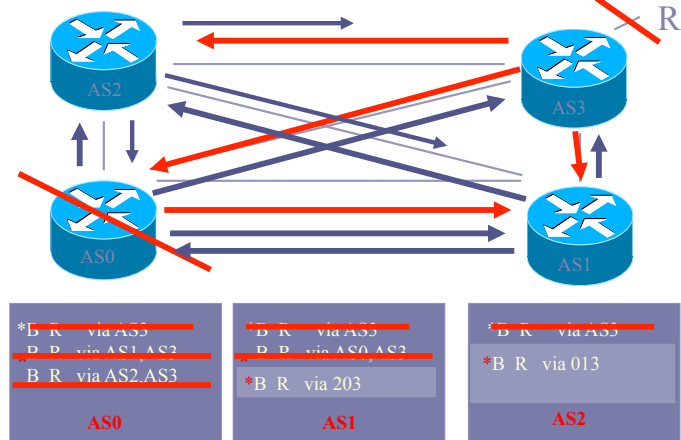 R
AS2
AS3
AS0
AS1
*B R via AS3
*B R via AS1,AS3
B R via AS2,AS3
AS0
*B R via AS3
*B R via AS0,AS3
*B R via 203
AS1
*B R via AS3
*B R via 013
AS2